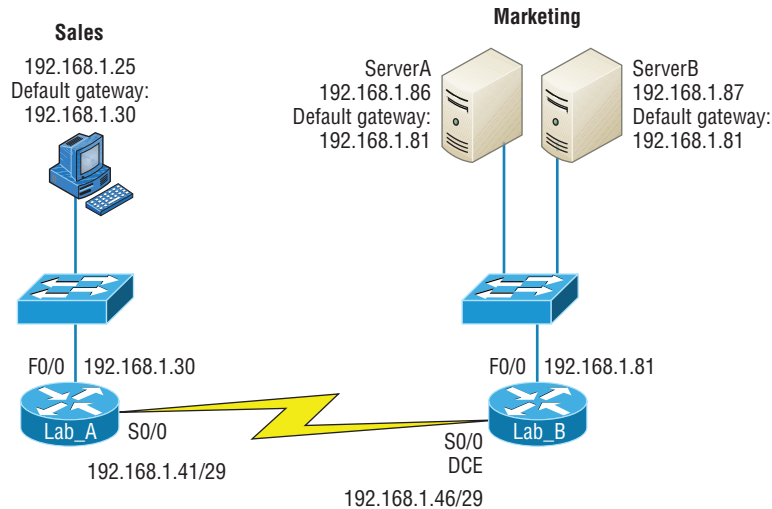 Sales
192.168.1.25
Default gateway:
192.168.1.30
Marketing
ServerA
192.168.1.86
Default gateway:
192.168.1.81
ServerB
192.168.1.87
Default gateway:
192.168.1.81
F0/0 192.168.1.30
Lab_A
S0/0
192.168.1.41/29
F0/0 192.168.1.81
Lab_B
S0/0
DCE
192.168.1.46/29